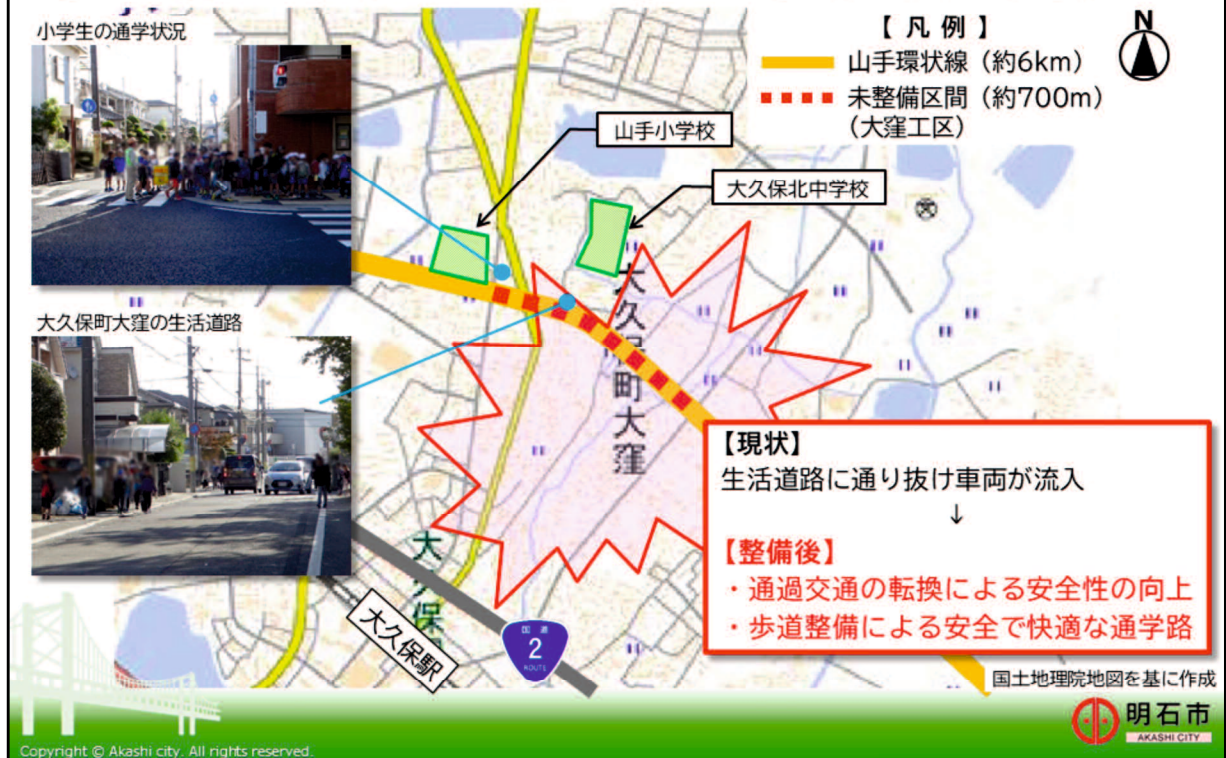 小学生の通学状況
【 凡 例 】
山手環状線（約6km）
未整備区間（約700m）
（大窪工区）
N
山手小学校
大久保北中学校
大久保町大窪の生活道路
大久保町大窪
【現状】
生活道路に通り抜け車両が流入
↓
【整備後】
・通過交通の転換による安全性の向上
・歩道整備による安全で快適な通学路
大久保
大久保駅
国道
2
ROUTE
国土地理院地図を基に作成
明石市
AKASHI CITY
Copyright © Akashi city. All rights reserved.